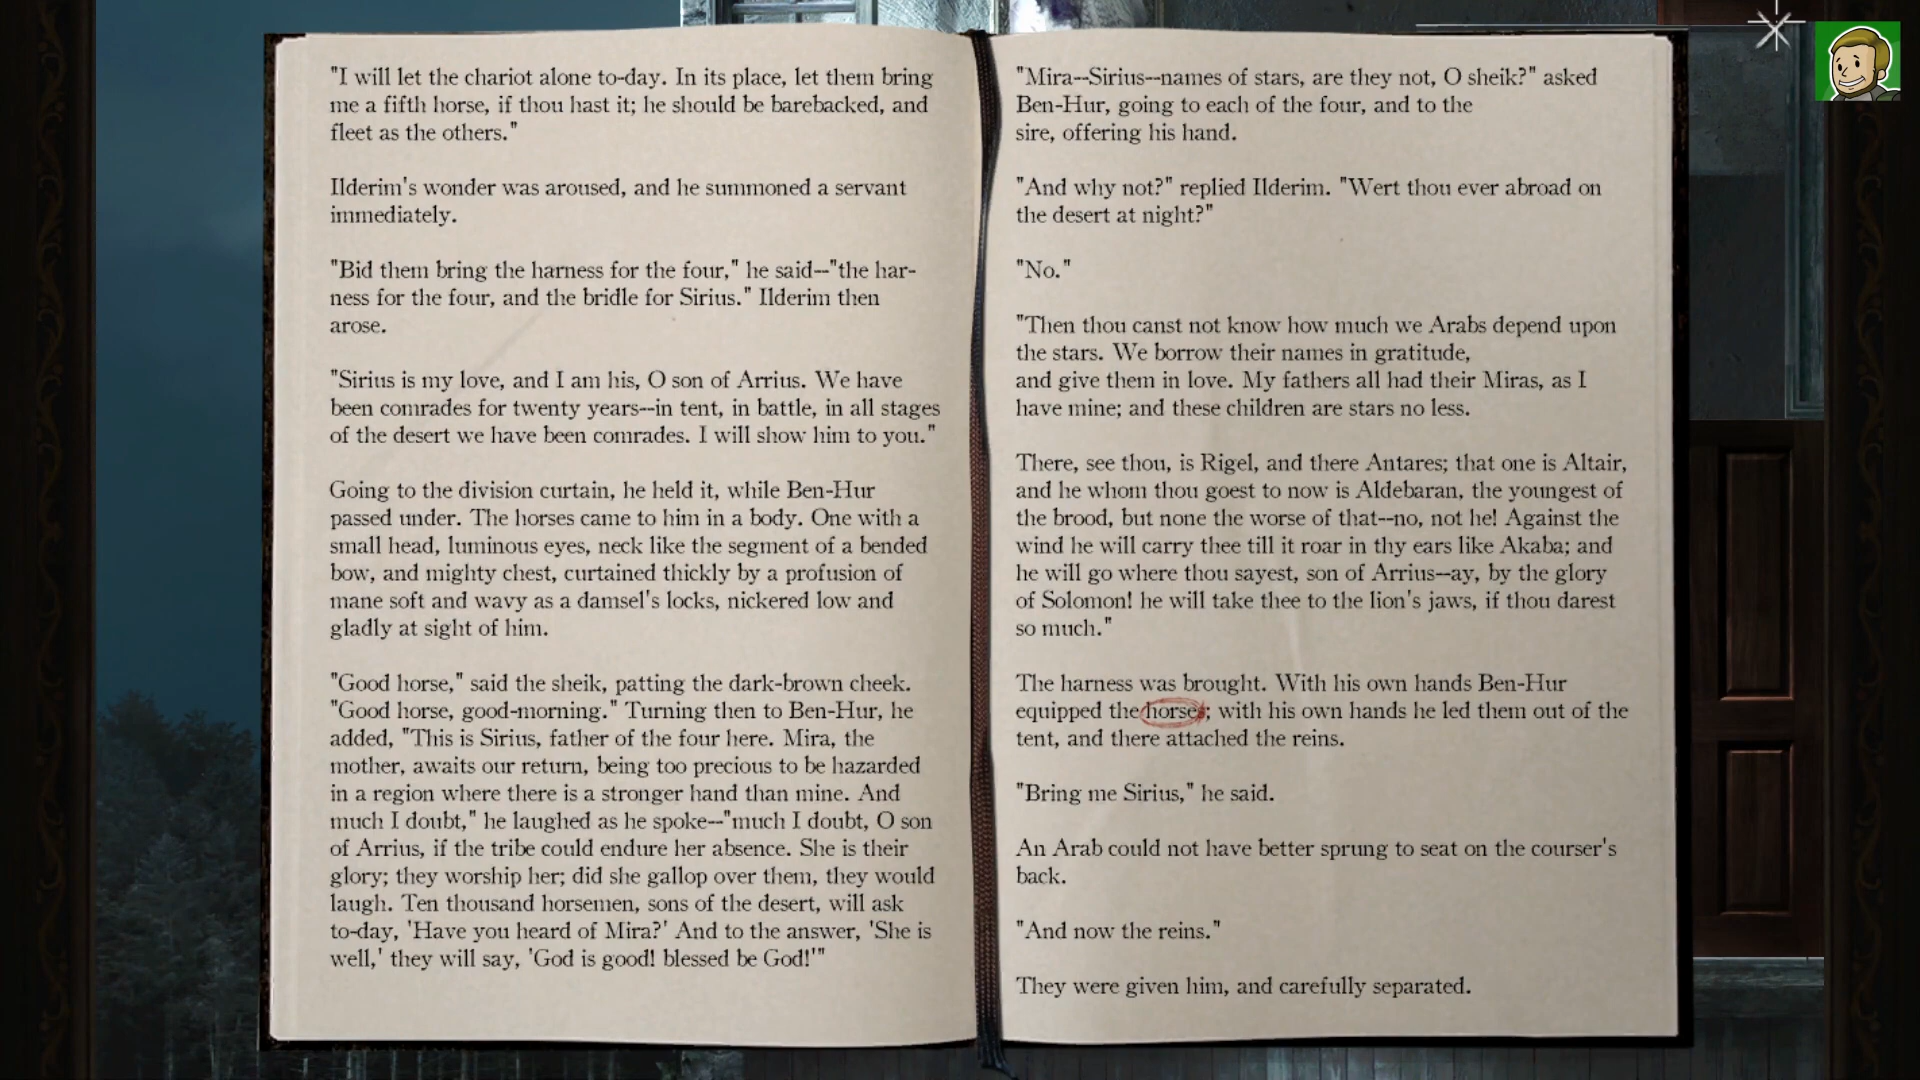 "I will let the chariot alone to-day. In its place, let them bring
me a fifth horse, if thou hast it; he should be barebacked, and
fleet as the others."
Ilderim's wonder was aroused, and he summoned a servant
immediately.
"Bid them bring the harness for the four," he said--"the har-
ness for the four, and the bridle for Sirius." Ilderim then
arose.
"Sirius is my love, and I am his, O son of Arrius. We have
been comrades for twenty years--in tent, in battle, in all stages
of the desert we have been comrades. I will show him to you."
Going to the division curtain, he held it, while Ben-Hur
passed under. The horses came to him in a body. One with a
small head, luminous eyes, neck like the segment of a bended
bow, and mighty chest, curtained thickly by a profusion of
mane soft and wavy as a damsel's locks, nickered low and
gladly at sight of him.
"Good horse," said the sheik, patting the dark-brown cheek.
"Good horse, good-morning." Turning then to Ben-Hur, he
added, "This is Sirius, father of the four here. Mira, the
mother, awaits our return, being too precious to be hazarded
in a region where there is a stronger hand than mine. And
much I doubt," he laughed as he spoke--"much I doubt, O son
of Arrius, if the tribe could endure her absence. She is their
glory; they worship her; did she gallop over them, they would
laugh. Ten thousand horsemen, sons of the desert, will ask
to-day, 'Have you heard of Mira?' And to the answer, 'She is
well,' they will say, 'God is good! blessed be God!'"
"Mira--Sirius--names of stars, are they not, O sheik?" asked
Ben-Hur, going to each of the four, and to the
sire, offering his hand.
"And why not?" replied Ilderim. "Wert thou ever abroad on
the desert at night?"
"No."
"Then thou canst not know how much we Arabs depend upon
the stars. We borrow their names in gratitude,
and give them in love. My fathers all had their Miras, as I
have mine; and these children are stars no less.
There, see thou, is Rigel, and there Antares; that one is Altair,
and he whom thou goest to now is Aldebaran, the youngest of
the brood, but none the worse of that--no, not he! Against the
wind he will carry thee till it roar in thy ears like Akaba; and
he will go where thou sayest, son of Arrius--ay, by the glory
of Solomon! he will take thee to the lion's jaws, if thou darest
so much."
The harness was brought. With his own hands Ben-Hur
equipped the horses; with his own hands he led them out of the
tent, and there attached the reins.
"Bring me Sirius," he said.
An Arab could not have better sprung to seat on the courser's
back.
"And now the reins."
They were given him, and carefully separated.